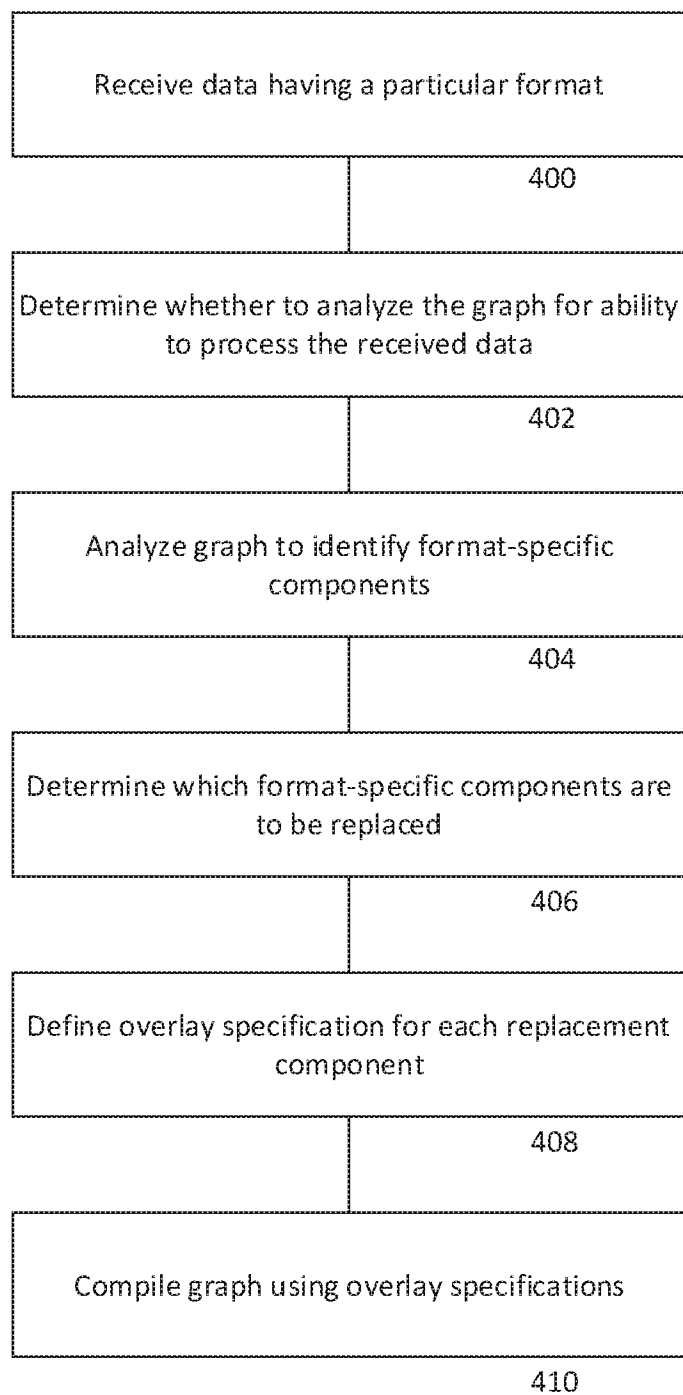 Receive data having a particular format
400
Determine whether to analyze the graph for ability
to process the received data
402
Analyze graph to identify format-specific
components
404
Determine which format-specific components are
to be replaced
406
Define overlay specification for each replacement
component
408
Compile graph using overlay specifications
410